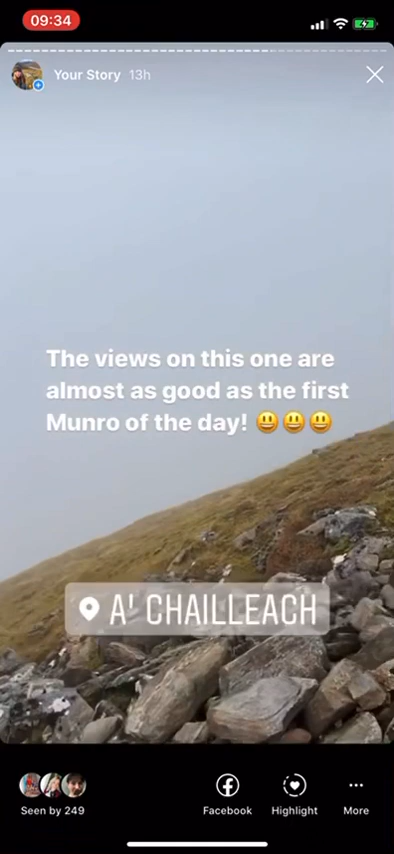 09:34
Your Story 13h
The views on this one are
almost as good as the first
Munro of the day! 😃😃😃
A' CHAILLEACH
Seen by 249
Facebook
Highlight
More